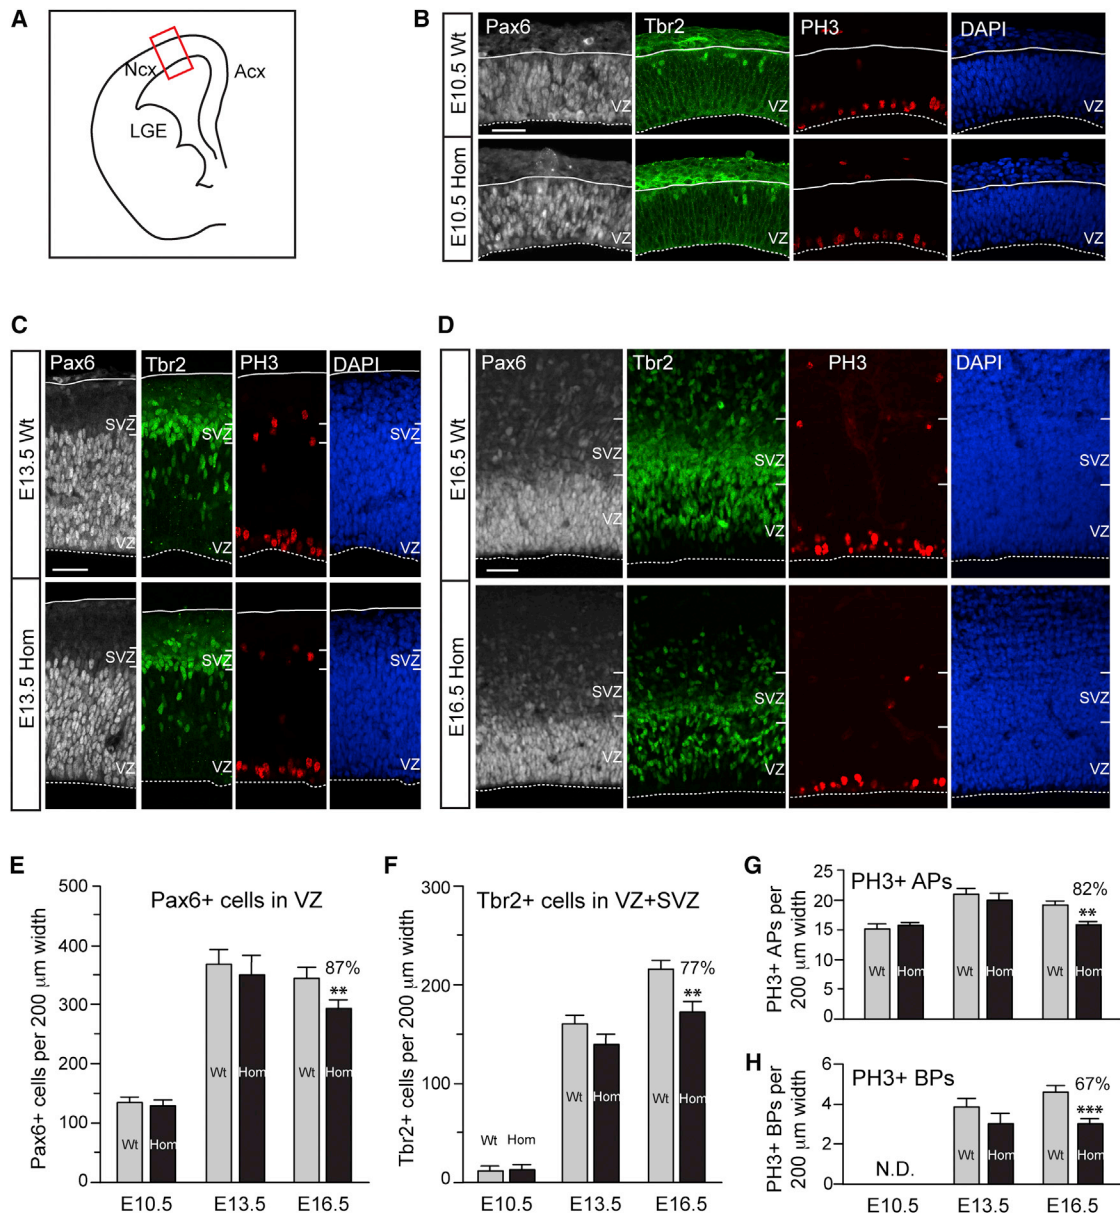 A
Ncx
Acx
LGE
B
E10.5 Wt
E10.5 Hom
Pax6
Tbr2
PH3
DAPI
VZ
VZ
VZ
VZ
VZ
VZ
C
E13.5 Wt
E13.5 Hom
Pax6
Tbr2
PH3
DAPI
SVZ
SVZ
VZ
VZ
SVZ
SVZ
VZ
VZ
D
E16.5 Wt
E16.5 Hom
Pax6
Tbr2
PH3
DAPI
SVZ
SVZ
VZ
VZ
VZ
SVZ
SVZ
VZ
VZ
VZ
E
Pax6+ cells in VZ
Pax6+ cells per 200 µm width
500
400
300
200
100
0
87%
**
Wt
Hom
Wt
Hom
Wt
Hom
E10.5
E13.5
E16.5
F
Tbr2+ cells in VZ+SVZ
Tbr2+ cells per 200 µm width
300
200
100
0
77%
**
Wt
Hom
Wt
Hom
Wt
Hom
E10.5
E13.5
E16.5
G
PH3+ APs
PH3+ APs per
200 µm width
25
20
15
10
5
0
82%
**
Wt
Hom
Wt
Hom
Wt
Hom
H
PH3+ BPs
PH3+ BPs per
200 µm width
6
4
2
0
67%
***
N.D.
Wt
Hom
Wt
Hom
E10.5
E13.5
E16.5